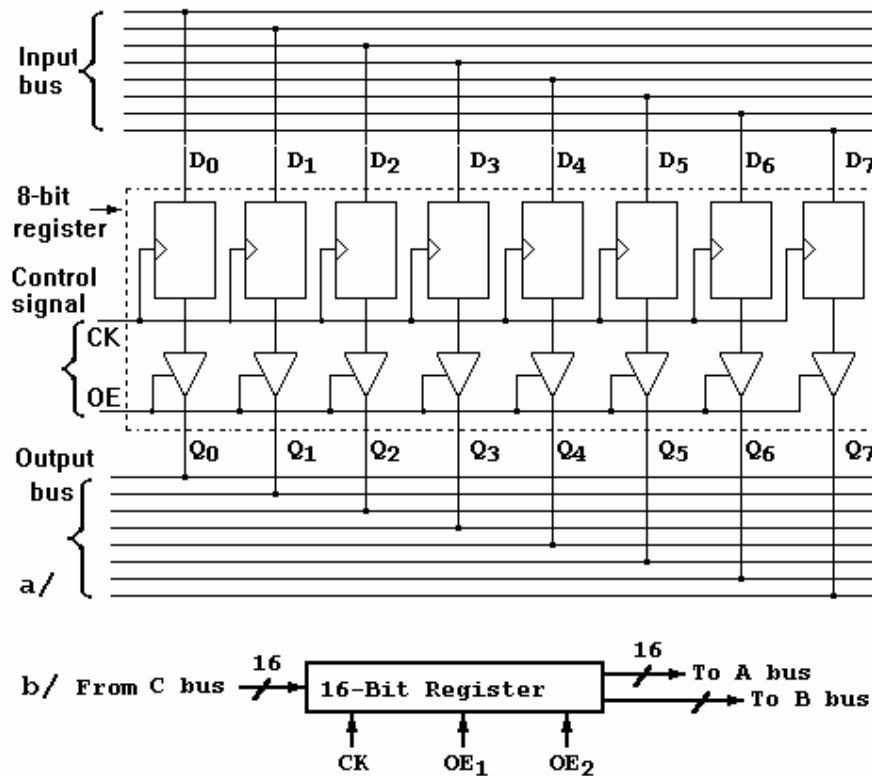 Input
bus
D0 D1 D2 D3 D4 D5 D6 D7
8-bit
register
Control
signal
CK
OE
Q0 Q1 Q2 Q3 Q4 Q5 Q6 Q7
Output
bus
a/
16 16
b/ From C bus 16-Bit Register To A bus
To B bus
CK OE1 OE2